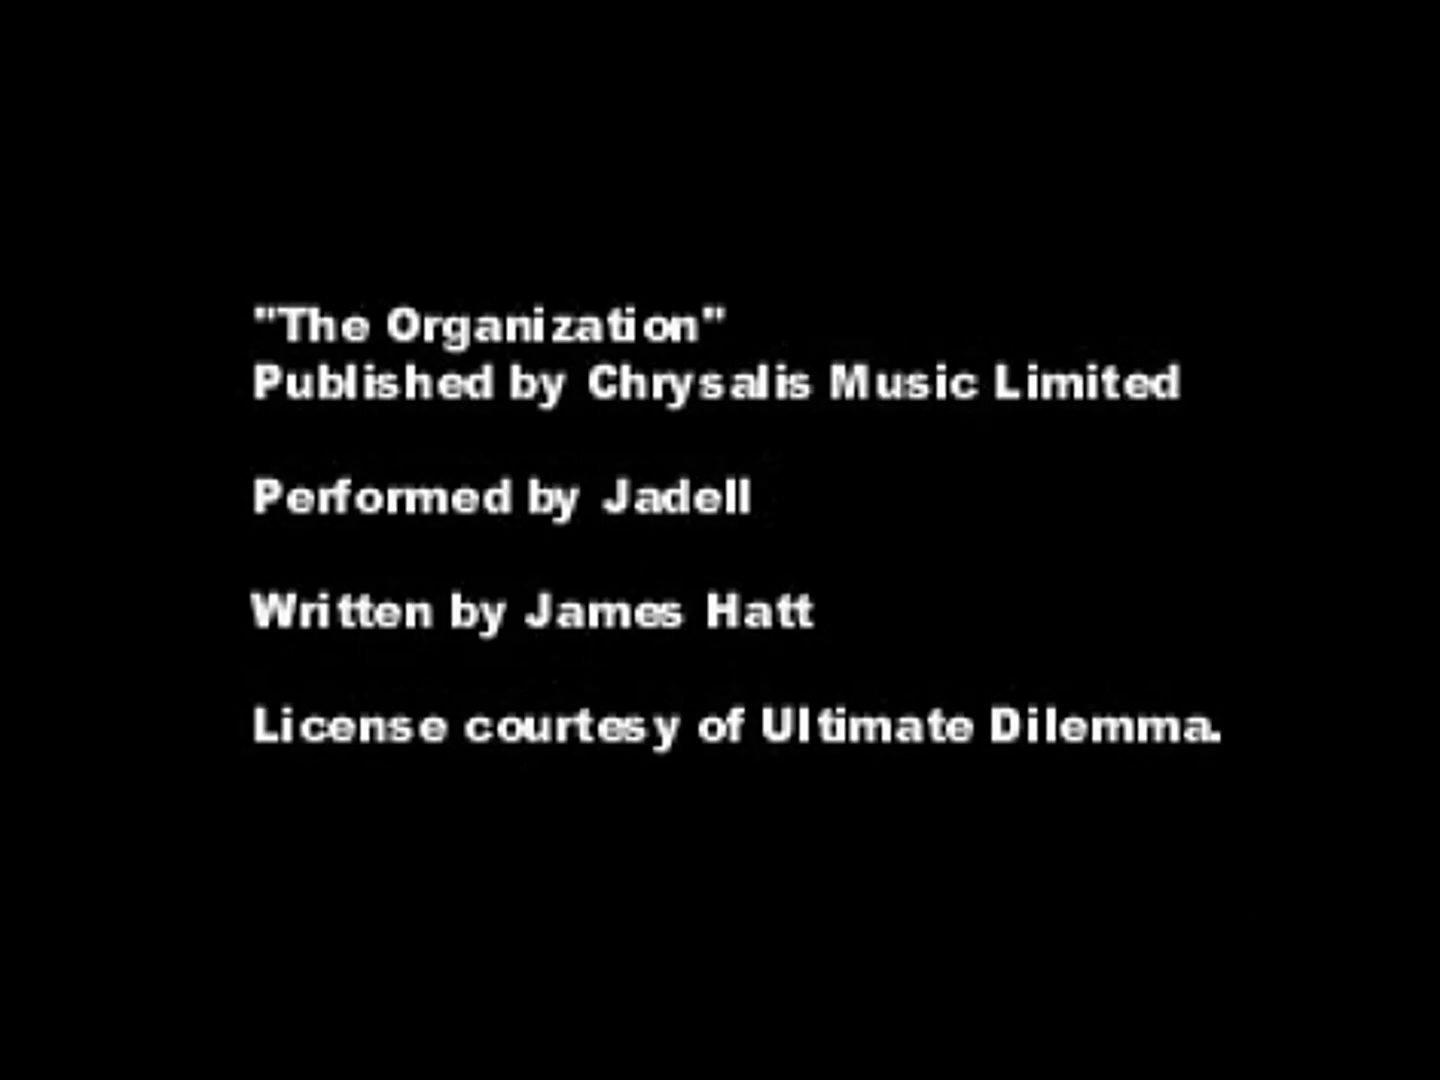 "The Organization"
Published by Chrysalis Music Limited
Performed by Jadell
Written by James Hatt
License courtesy of Ultimate Dilemma.